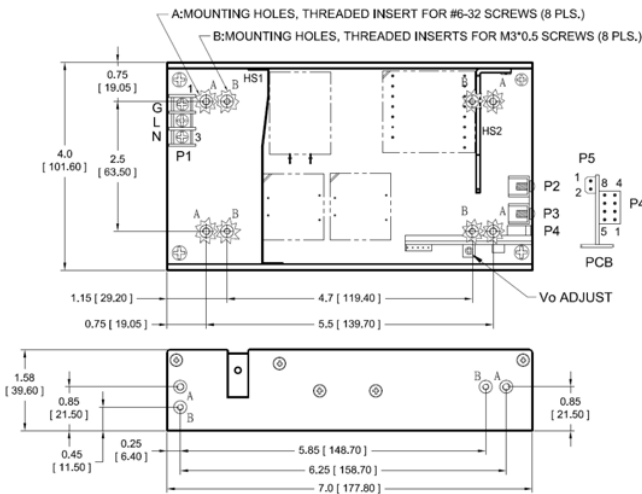 A:MOUNTING HOLES, THREADED INSERT FOR #6-32 SCREWS (8 PLS.)
B:MOUNTING HOLES, THREADED INSERTS FOR M3*0.5 SCREWS (8 PLS.)
0.75
[ 19.05]
4.0
[ 101.60]
2.5
[ 63.50]
1
A
B
HS1
B
A
HS2
G
L
N
3
P1
P2
P3
P4
A
B
B
A
P5
1
2
8 4
5 1
P4
PCB
Vo ADJUST
1.15 [ 29.20]
4.7 [ 119.40]
0.75 [ 19.05]
5.5 [ 139.70]
1.58
[ 39.60]
0.85
[ 21.50]
0.45
[ 11.50]
A
B
B
A
0.85
[ 21.50]
0.25
[ 6.40]
5.85 [ 148.70]
6.25 [ 158.70]
7.0 [ 177.80]